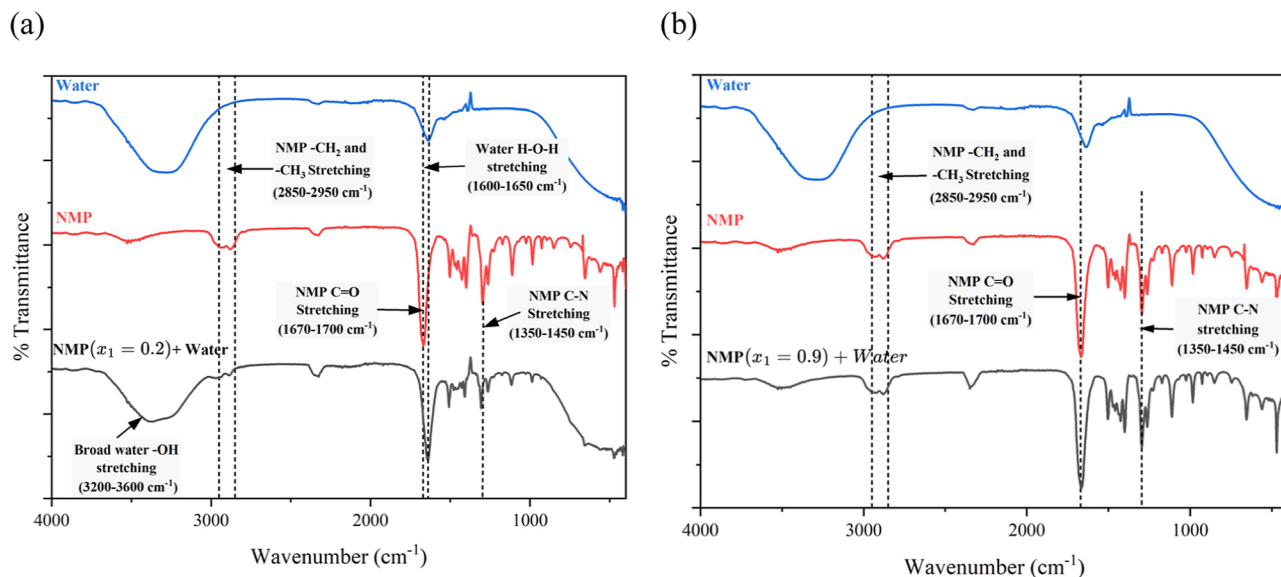 (a)
Water
NMP -CH₂ and
-CH₃ Stretching
(2850-2950 cm⁻¹)
Water H-O-H
stretching
(1600-1650 cm⁻¹)
NMP
NMP C=O
Stretching
(1670-1700 cm⁻¹)
NMP C-N
Stretching
(1350-1450 cm⁻¹)
NMP(x₁ = 0.2)+ Water
Broad water -OH
stretching
(3200-3600 cm⁻¹)
% Transmittance
4000 3000 2000 1000
Wavenumber (cm⁻¹)
(b)
Water
NMP -CH₂ and
-CH₃ Stretching
(2850-2950 cm⁻¹)
NMP
NMP C=O
Stretching
(1670-1700 cm⁻¹)
NMP C-N
stretching
(1350-1450 cm⁻¹)
NMP(x₁ = 0.9) + Water
% Transmittance
4000 3000 2000 1000
Wavenumber (cm⁻¹)